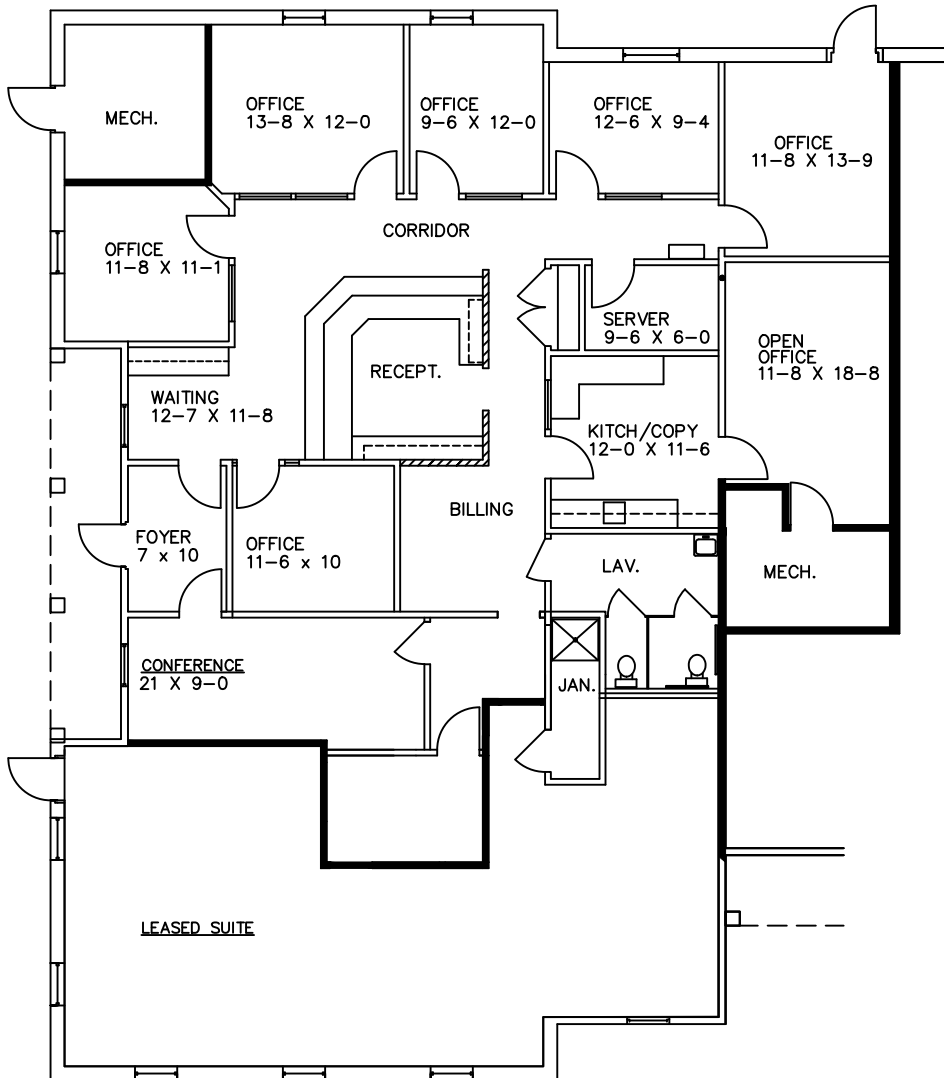 MECH.
OFFICE
13-8 X 12-0
OFFICE
9-6 X 12-0
OFFICE
12-6 X 9-4
OFFICE
11-8 X 13-9
CORRIDOR
OFFICE
11-8 X 11-1
SERVER
9-6 X 6-0
OPEN
OFFICE
11-8 X 18-8
RECEPT.
WAITING
12-7 X 11-8
KITCH/COPY
12-0 X 11-6
BILLING
FOYER
7 x 10
OFFICE
11-6 x 10
LAV.
MECH.
CONFERENCE
21 X 9-0
JAN.
LEASED SUITE